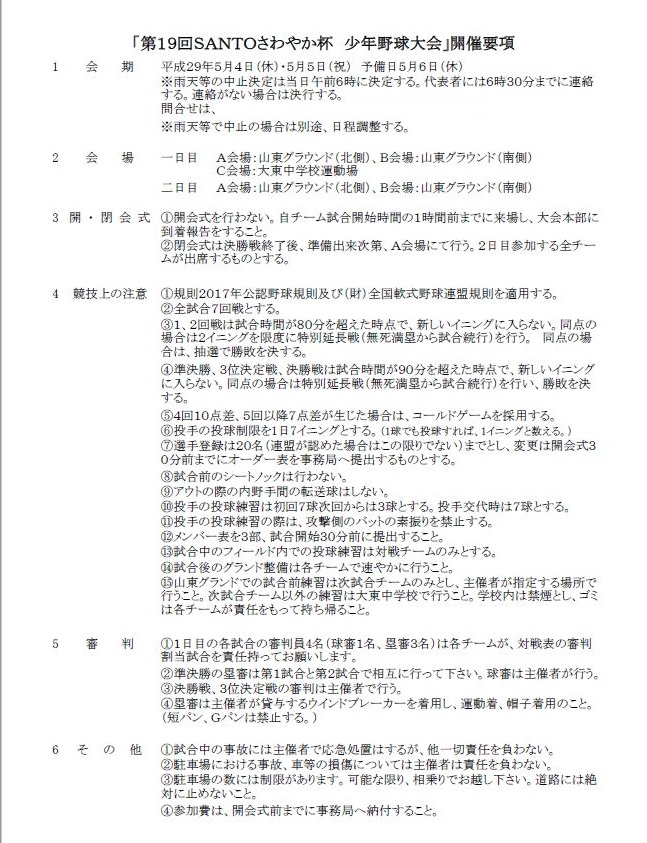 「第19回SANTOさわやか杯 少年野球大会」開催要項
1 会 期 平成29年5月4日(休)・5月5日(祝) 予備日5月6日(休)
※雨天等の中止決定は当日午前6時に決定する。代表者には6時30分までに連絡
する。連絡がない場合は決行する。
問合せは、
※雨天等で中止の場合は別途、日程調整する。
2 会 場 一日目 A会場:山東グラウンド(北側)、B会場:山東グラウンド(南側)
C会場:大東中学校運動場
二日目 A会場:山東グラウンド(北側)、B会場:山東グラウンド(南側)
3 開・閉会式 ①開会式を行わない。自チーム試合開始時間の1時間前までに来場し、大会本部に
到着報告をすること。
②閉会式は決勝戦終了後、準備出来次第、A会場にて行う。2日目参加する全チー
ムが出席するものとする。
4 競技上の注意 ①規則2017年公認野球規則及び(財)全国軟式野球連盟規則を適用する。
②全試合7回戦とする。
③1、2回戦は試合時間が80分を超えた時点で、新しいイニングに入らない。同点の
場合は2イニングを限度に特別延長戦(無死満塁から試合続行)を行う。 同点の場
合は、抽選で勝敗を決する。
④準決勝、3位決定戦、決勝戦は試合時間が90分を超えた時点で、新しいイニング
に入らない。同点の場合は特別延長戦(無死満塁から試合続行)を行い、勝敗を決
する。
⑤4回10点差、5回以降7点差が生じた場合は、コールドゲームを採用する。
⑥投手の投球制限を1日7イニングとする。(1球でも投球すれば、1イニングと数える。)
⑦選手登録は20名(連盟が認めた場合はこの限りでない)までとし、変更は開会式3
0分前までにオーダー表を事務局へ提出するものとする。
⑧試合前のシートノックは行わない。
⑨アウトの際の内野手間の転送球はしない。
⑩投手の投球練習は初回7球次回からは3球とする。投手交代時は7球とする。
⑪投手の投球練習の際は、攻撃側のバットの素振りを禁止する。
⑫メンバー表を3部、試合開始30分前に提出すること。
⑬試合中のフィールド内での投球練習は対戦チームのみとする。
⑭試合後のグランド整備は各チームで速やかに行うこと。
⑮山東グランドでの試合前練習は次試合チームのみとし、主催者が指定する場所で
行うこと。次試合チーム以外の練習は大東中学校で行うこと。学校内は禁煙とし、ゴミ
は各チームが責任をもって持ち帰ること。
5 審 判 ①1日目の各試合の審判員4名(球審1名、塁審3名)は各チームが、対戦表の審判
割当試合を責任持ってお願いします。
②準決勝の塁審は第1試合と第2試合で相互に行って下さい。球審は主催者が行う。
③決勝戦、3位決定戦の審判は主催者で行う。
④塁審は主催者が貸与するウインドブレーカーを着用し、運動着、帽子着用のこと。
(短パン、Gパンは禁止する。)
6 そ の 他 ①試合中の事故には主催者で応急処置はするが、他一切責任を負わない。
②駐車場における事故、車等の損傷については主催者は責任を負わない。
③駐車場の数には制限があります。可能な限り、相乗りでお越し下さい。道路には絶
対に止めないこと。
④参加費は、開会式前までに事務局へ納付すること。